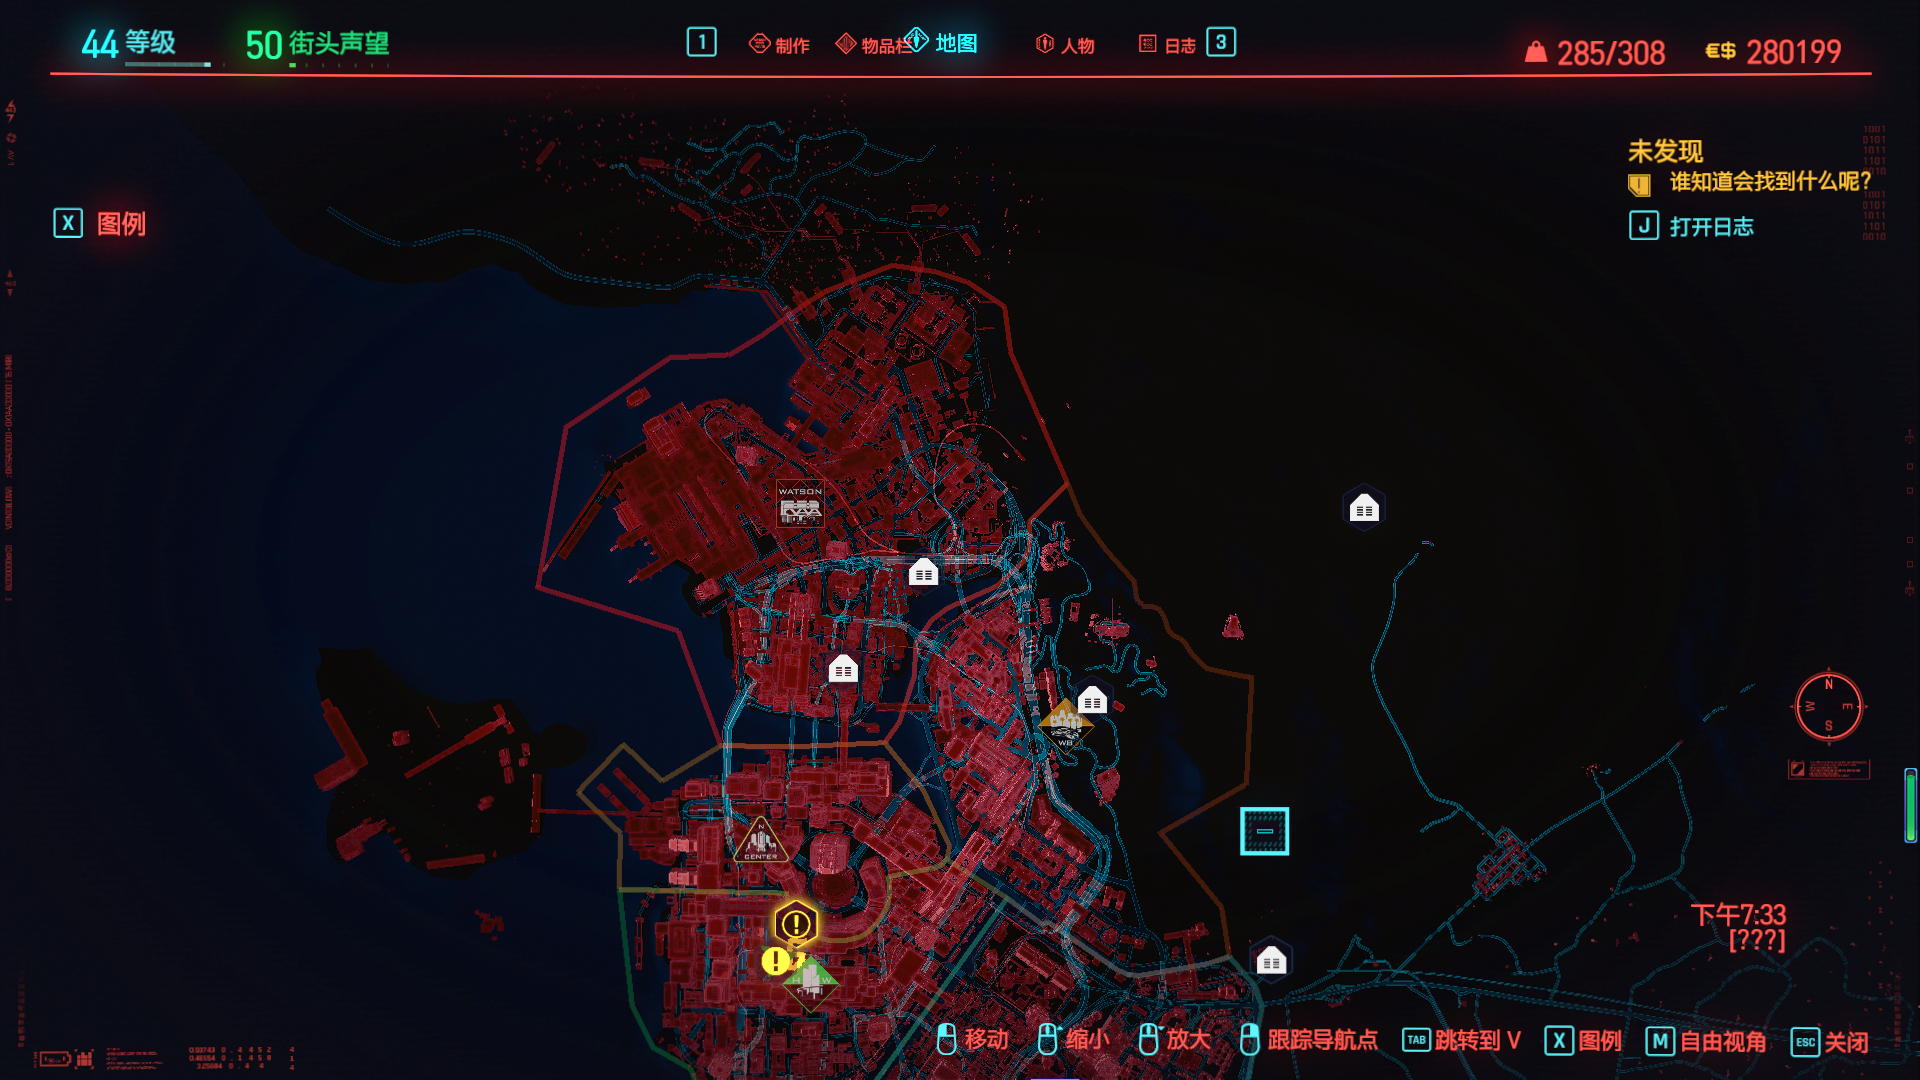 44 等级
50 街头声望
1
制作
物品栏
地图
人物
日志
3
285/308
€$ 280199
未发现
谁知道会找到什么呢?
J 打开日志
X 图例
WATSON
WB
N
CENTER
H W
N
W E
S
下午7:33
[???]
移动
缩小
放大
跟踪导航点
TAB 跳转到 V
X 图例
M 自由视角
ESC 关闭